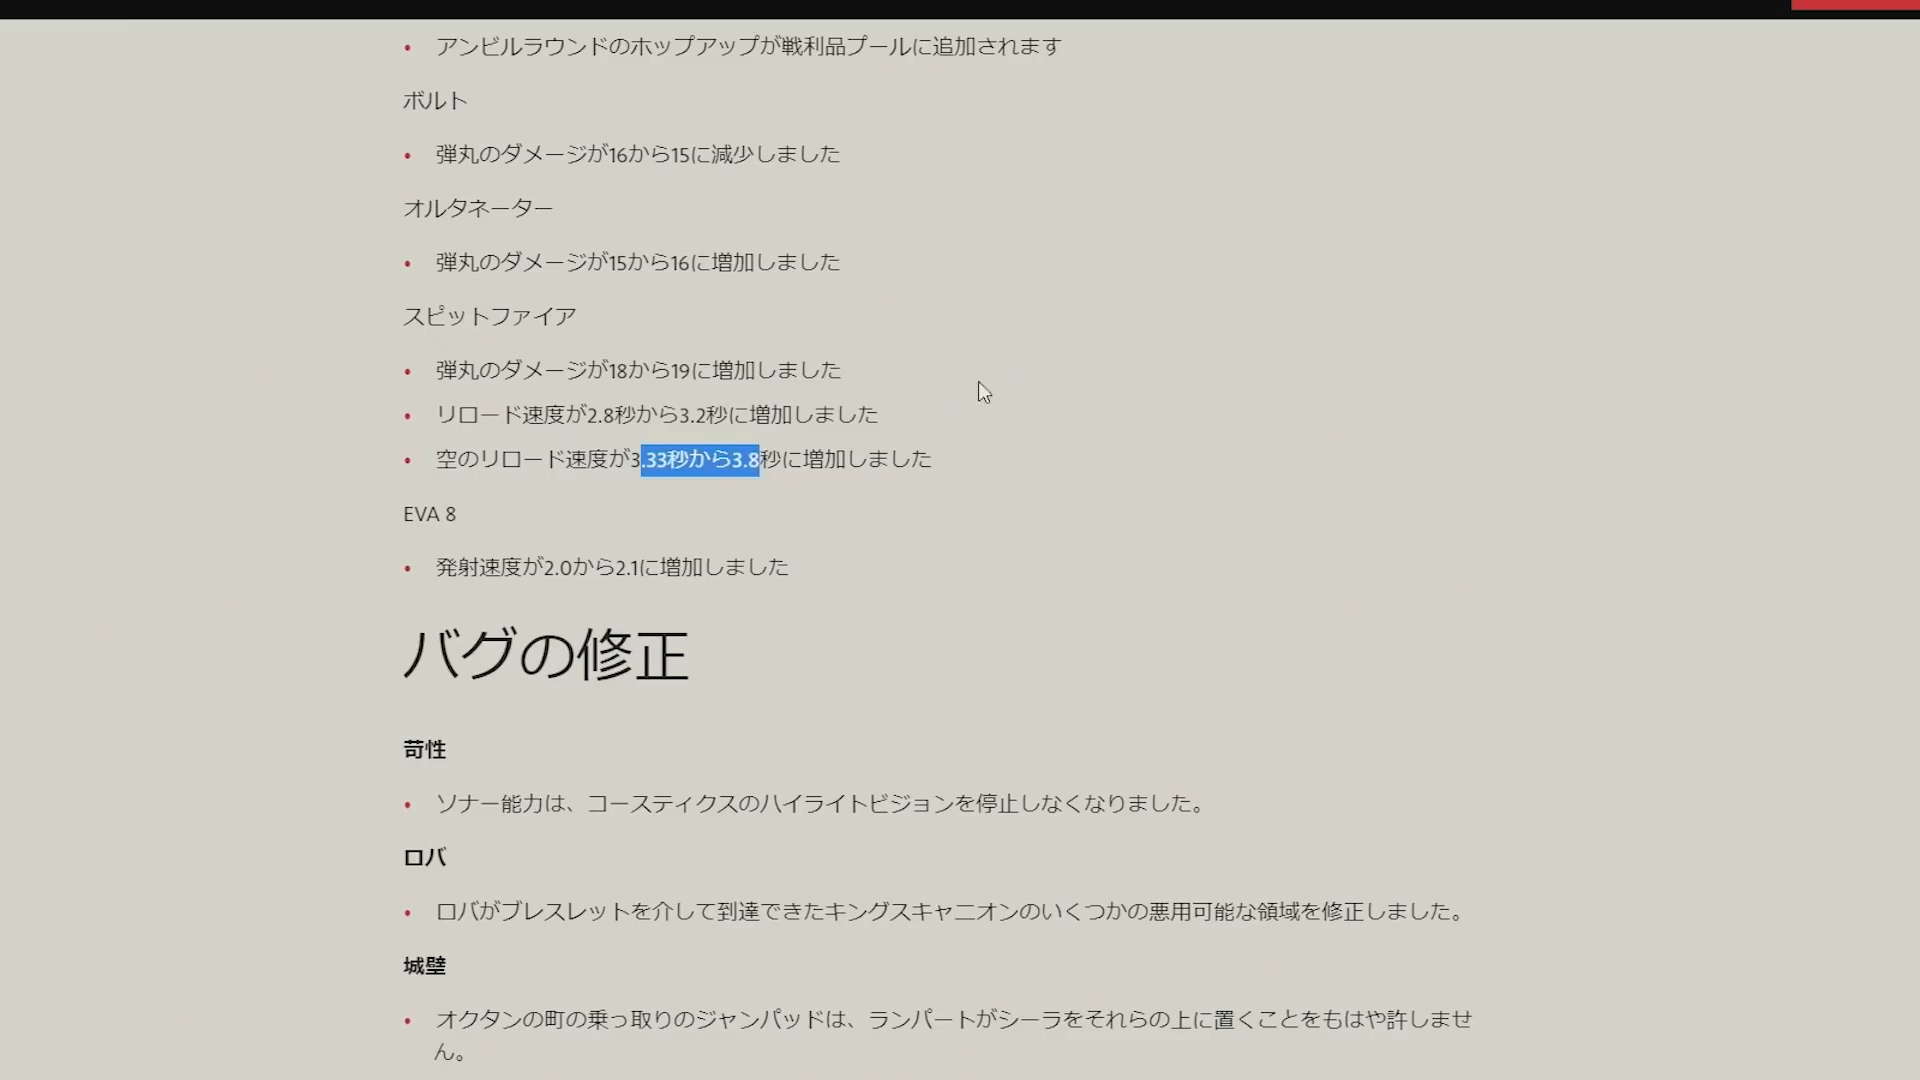 アンビルラウンドのホップアップが戦利品プールに追加されます
ボルト
弾丸のダメージが16から15に減少しました
オルタネーター
弾丸のダメージが15から16に増加しました
スピットファイア
弾丸のダメージが18から19に増加しました
リロード速度が2.8秒から3.2秒に増加しました
空のリロード速度が3.33秒から3.8秒に増加しました
EVA 8
発射速度が2.0から2.1に増加しました
バグの修正
苛性
ソナー能力は、コースティクスのハイライトビジョンを停止しなくなりました。
ロバ
ロバがブレスレットを介して到達できたキングスキャニオンのいくつかの悪用可能な領域を修正しました。
城壁
オクタンの町の乗っ取りのジャンパッドは、ランパートがシーラをそれらの上に置くことをもはや許しませ
ん。